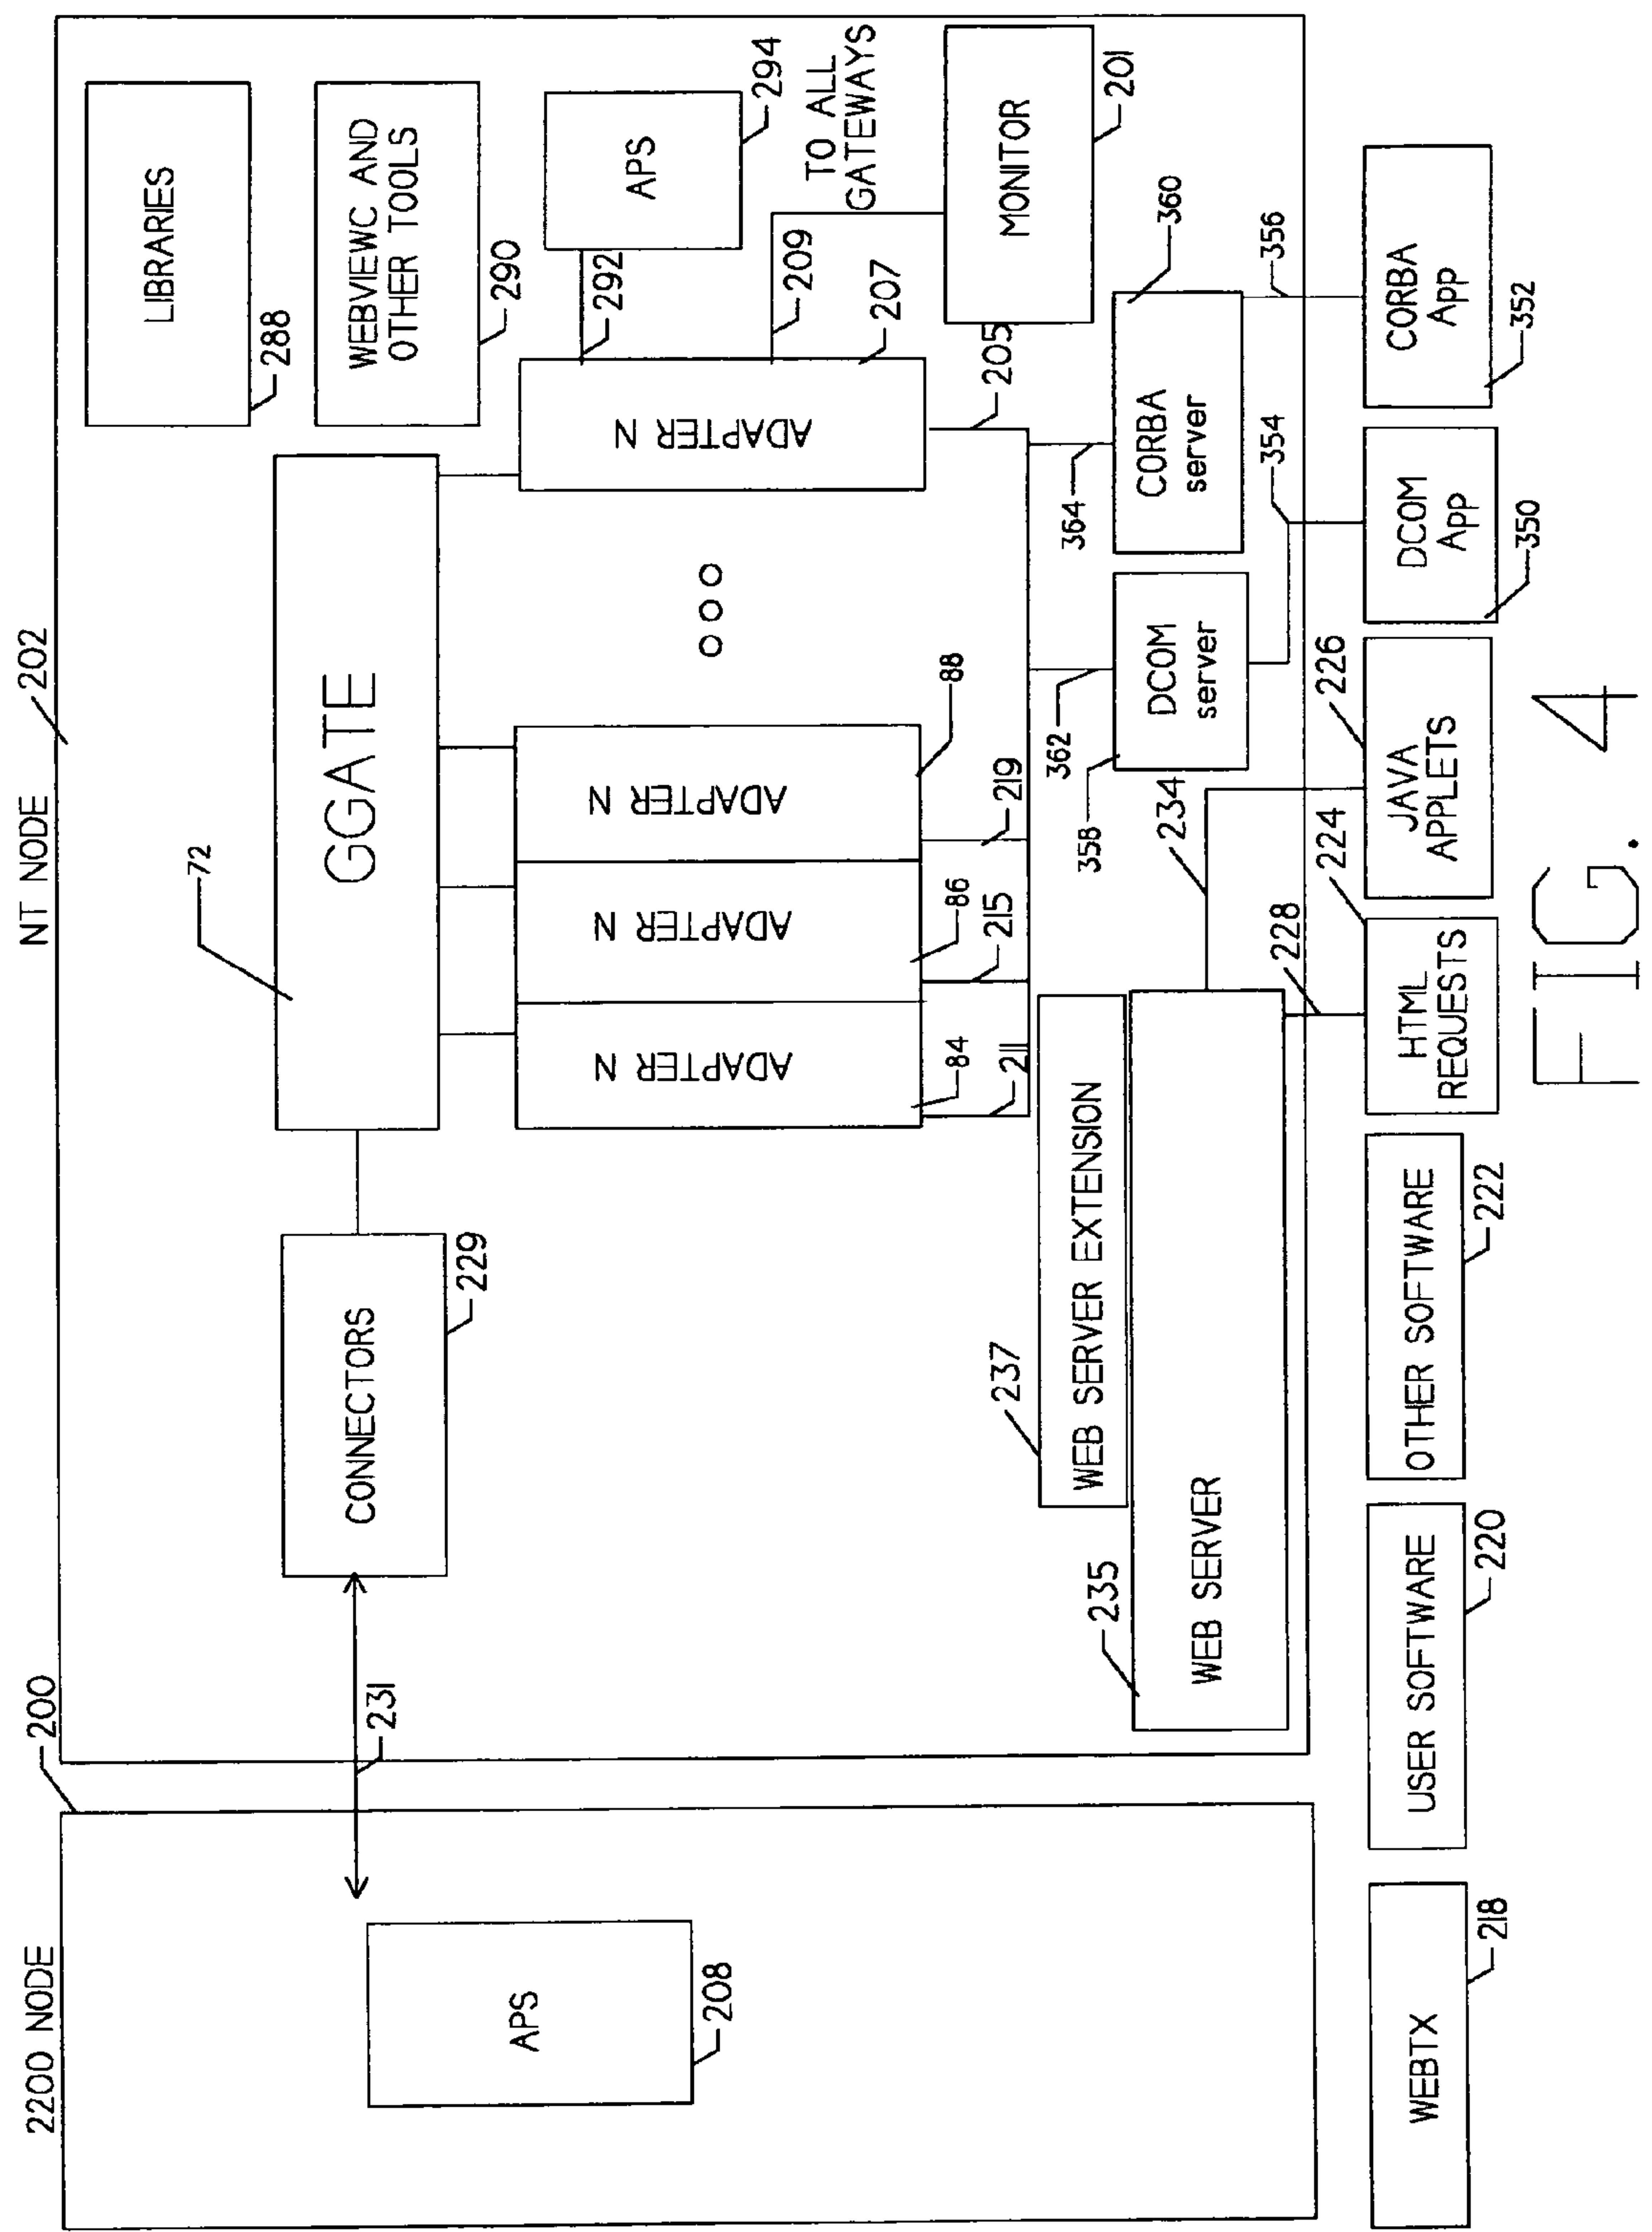 2200 NODE
200
NT NODE
202
APS
208
231
CONNECTORS
229
72
GGATE
LIBRARIES
288
WEBVIEWC AND
OTHER TOOLS
290
ADAPTER N
84
ADAPTER N
86
ADAPTER N
88
ADAPTER N
207
292
APS
294
209
TO ALL
GATEWAYS
MONITOR
201
205
211
215
219
237
WEB SERVER EXTENSION
235
WEB SERVER
362
364
358
DCOM
server
CORBA
server
360
228
234
354
356
WEBTX
218
USER SOFTWARE
220
OTHER SOFTWARE
222
HTML
REQUESTS
224
JAVA
APPLETS
226
DCOM
App
350
CORBA
App
352
FIG. 4